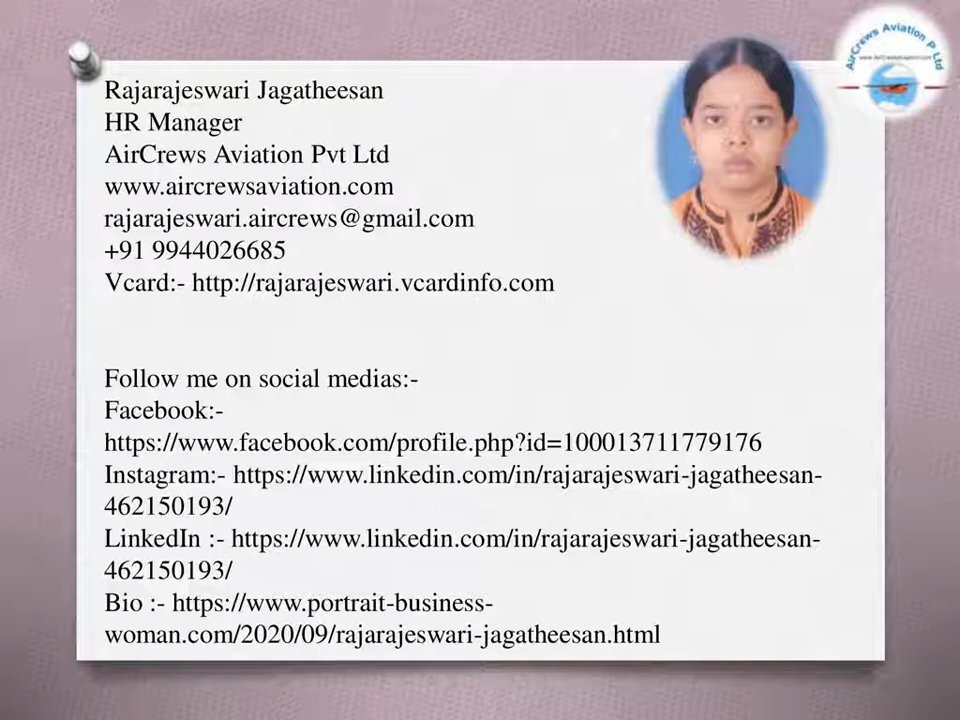 Rajarajeswari Jagatheesan
HR Manager
AirCrews Aviation Pvt Ltd
www.aircrewsaviation.com
rajarajeswari.aircrews@gmail.com
+91 9944026685
Vcard:- http://rajarajeswari.vcardinfo.com
Follow me on social medias:-
Facebook:-
https://www.facebook.com/profile.php?id=100013711779176
Instagram:- https://www.linkedin.com/in/rajarajeswari-jagatheesan-
462150193/
LinkedIn :- https://www.linkedin.com/in/rajarajeswari-jagatheesan-
462150193/
Bio :- https://www.portrait-business-
woman.com/2020/09/rajarajeswari-jagatheesan.html
AirCrews Aviation P Ltd
www.AirCrewsAviation.com